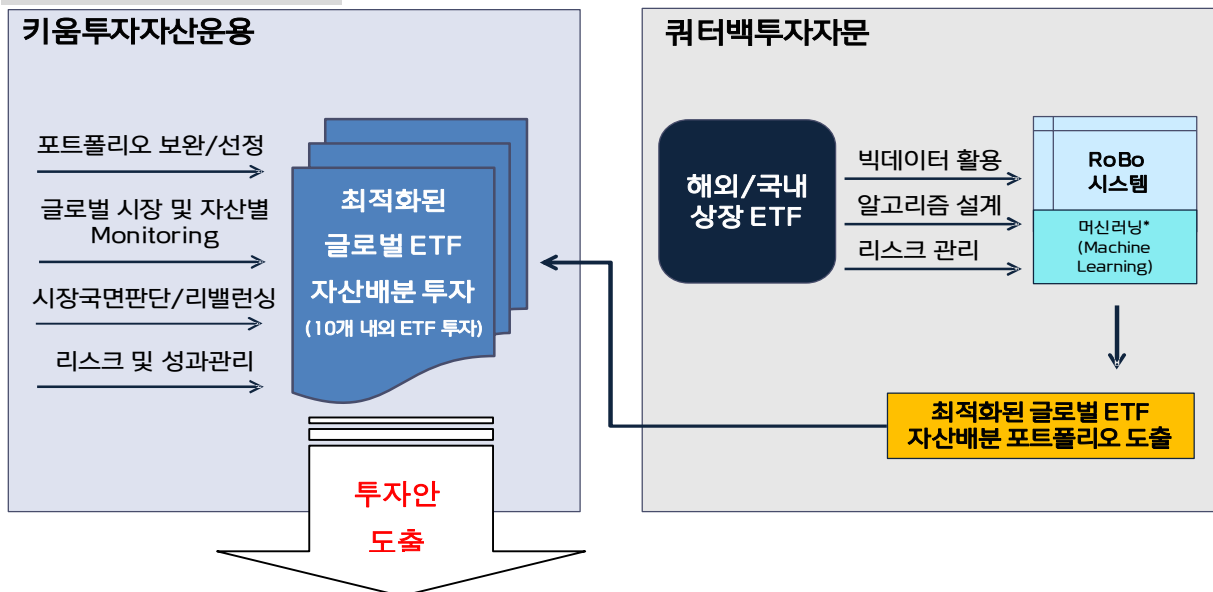 키움투자자산운용
포트폴리오 보완/선정
글로벌 시장 및 자산별
Monitoring
시장국면판단/리밸런싱
리스크 및 성과관리
최적화된
글로벌 ETF
자산배분 투자
(10개 내외 ETF 투자)
투자안
도출
쿼터백투자자문
해외/국내
상장 ETF
빅데이터 활용
알고리즘 설계
리스크 관리
RoBo
시스템
머신러닝*
(Machine
Learning)
최적화된 글로벌 ETF
자산배분 포트폴리오 도출